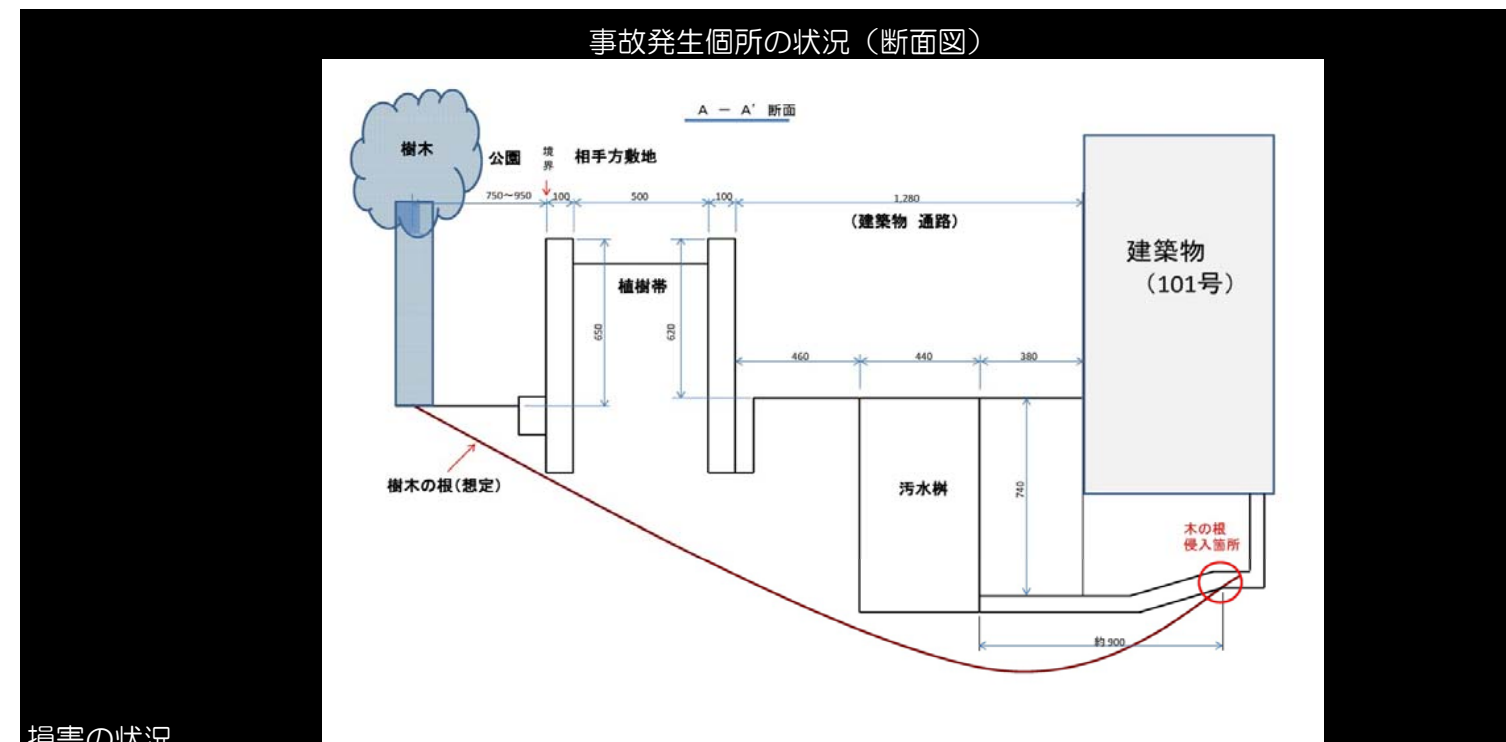 事故発生個所の状況（断面図）
A － A' 断面
樹木
公園
境界
相手方敷地
750～950
100
500
100
1,280
（建築物 通路）
建築物
（101号）
植樹帯
650
620
460
440
380
樹木の根（想定）
汚水桝
740
木の根
侵入箇所
約900
損害の状況